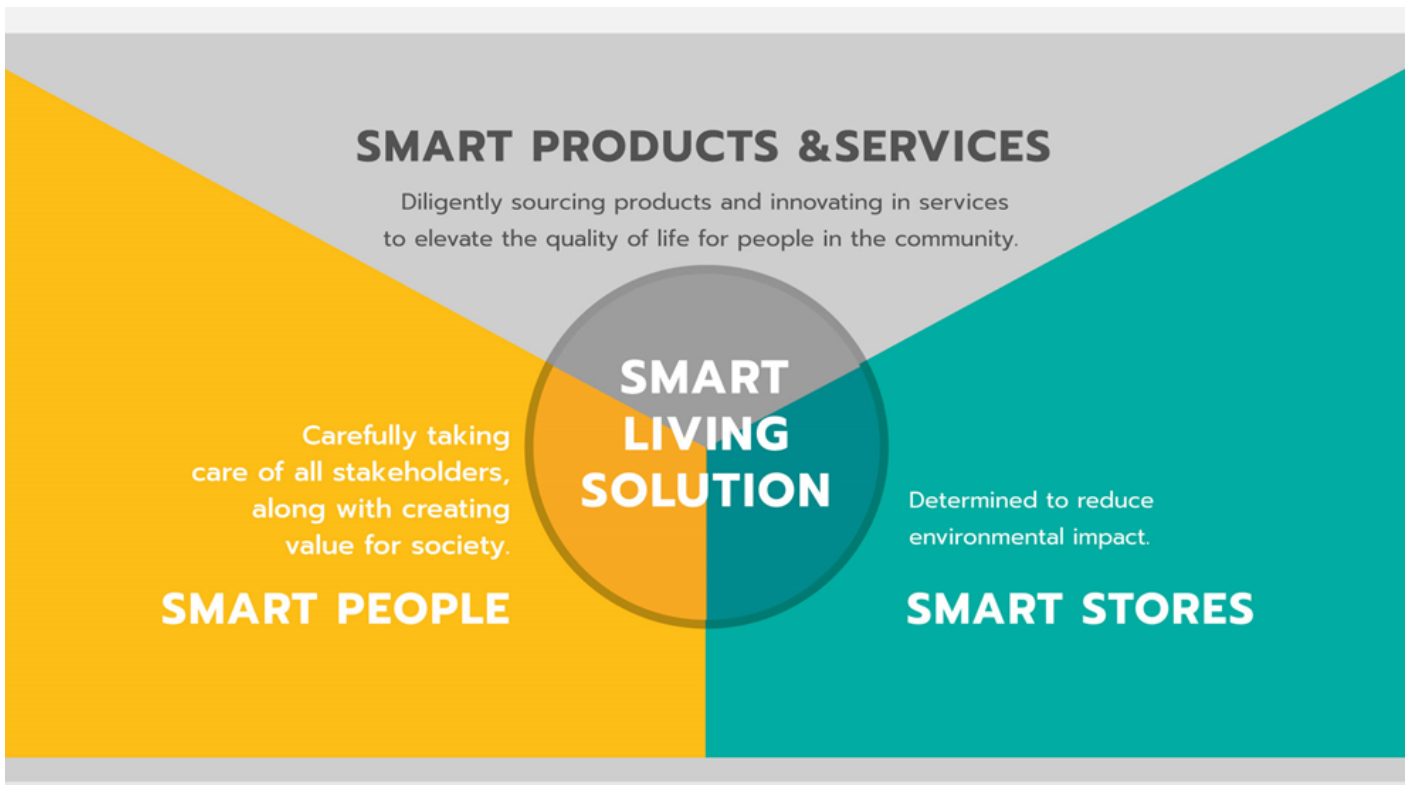 SMART PRODUCTS &SERVICES
Diligently sourcing products and innovating in services
to elevate the quality of life for people in the community.
SMART
LIVING
SOLUTION
Carefully taking
care of all stakeholders,
along with creating
value for society.
SMART PEOPLE
Determined to reduce
environmental impact.
SMART STORES